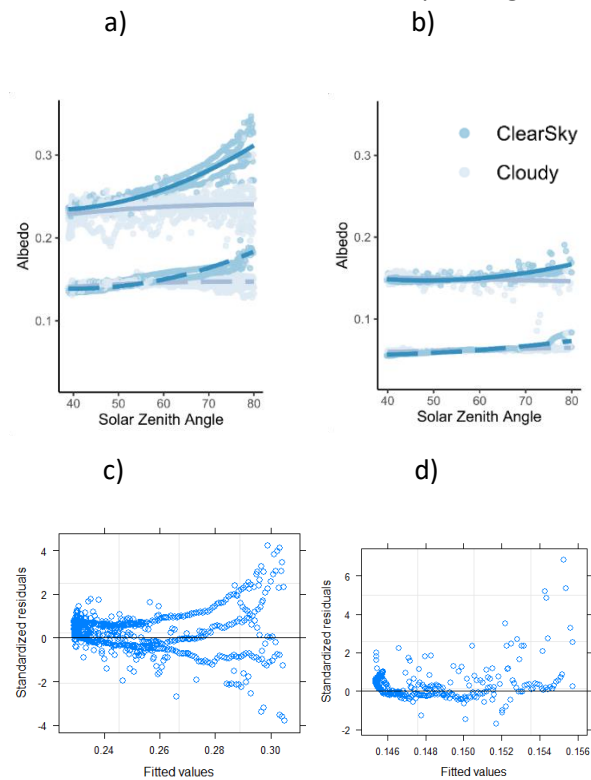 a)
b)
ClearSky
Cloudy
0.3
0.2
0.1
Albedo
40 50 60 70 80
Solar Zenith Angle
0.3
0.2
0.1
Albedo
40 50 60 70 80
Solar Zenith Angle
c)
d)
4
2
0
-2
-4
Standardized residuals
0.24 0.26 0.28 0.30
Fitted values
6
4
2
0
-2
Standardized residuals
0.146 0.148 0.150 0.152 0.154 0.156
Fitted values